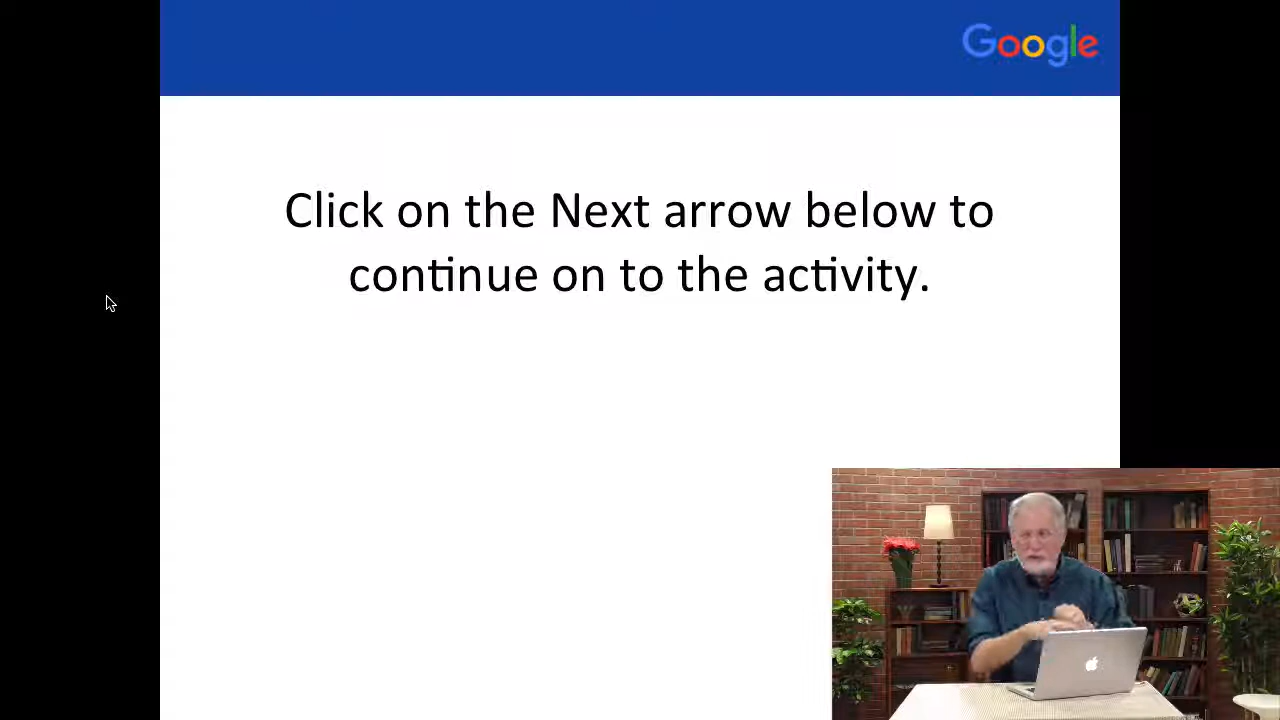 Google
Click on the Next arrow below to
continue on to the activity.